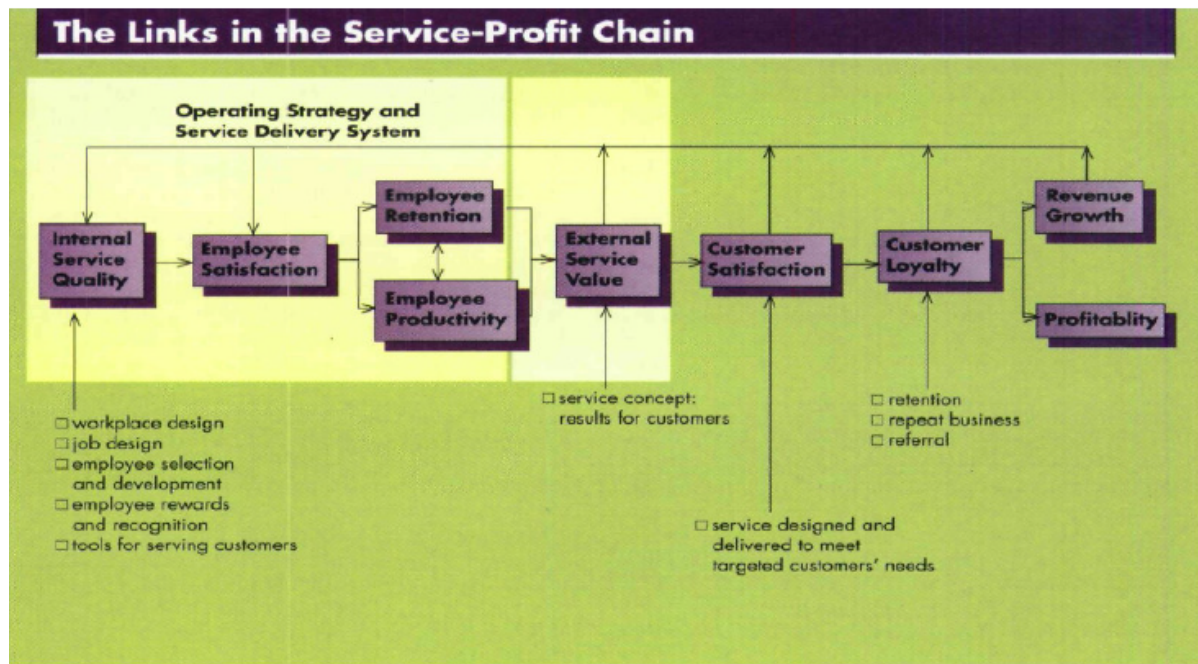 The Links in the Service-Profit Chain
Operating Strategy and
Service Delivery System
Internal
Service
Quality
Employee
Satisfaction
Employee
Retention
Employee
Productivity
External
Service
Value
Customer
Satisfaction
Customer
Loyalty
Revenue
Growth
Profitablity
□ workplace design
□ job design
□ employee selection
and development
□ employee rewards
and recognition
□ tools for serving customers
□ service concept:
results for customers
□ service designed and
delivered to meet
targeted customers' needs
□ retention
□ repeat business
□ referral